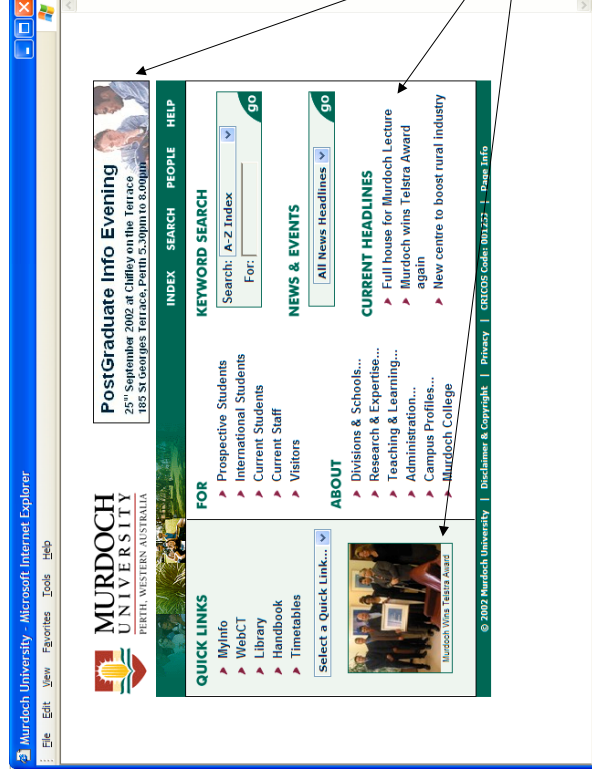 Murdoch University - Microsoft Internet Explorer
File Edit View Favorites Tools Help
MURDOCH
UNIVERSITY
PERTH, WESTERN AUSTRALIA
PostGraduate Info Evening
25th September 2002 at Chifley on the Terrace
185 St Georges Terrace, Perth 5.30pm to 8.00pm
INDEX SEARCH PEOPLE HELP
QUICK LINKS
MyInfo
WebCT
Library
Handbook
Timetables
Select a Quick Link...
Murdoch Wins Telstra Award
FOR
Prospective Students
International Students
Current Students
Current Staff
Visitors
ABOUT
Divisions & Schools...
Research & Expertise...
Teaching & Learning...
Administration...
Campus Profiles...
Murdoch College
KEYWORD SEARCH
Search: A-Z Index
For:
go
NEWS & EVENTS
All News Headlines
go
CURRENT HEADLINES
Full house for Murdoch Lecture
Murdoch wins Telstra Award
again
New centre to boost rural industry
© 2002 Murdoch University | Disclaimer & Copyright | Privacy | CRICOS Code: | Page Info